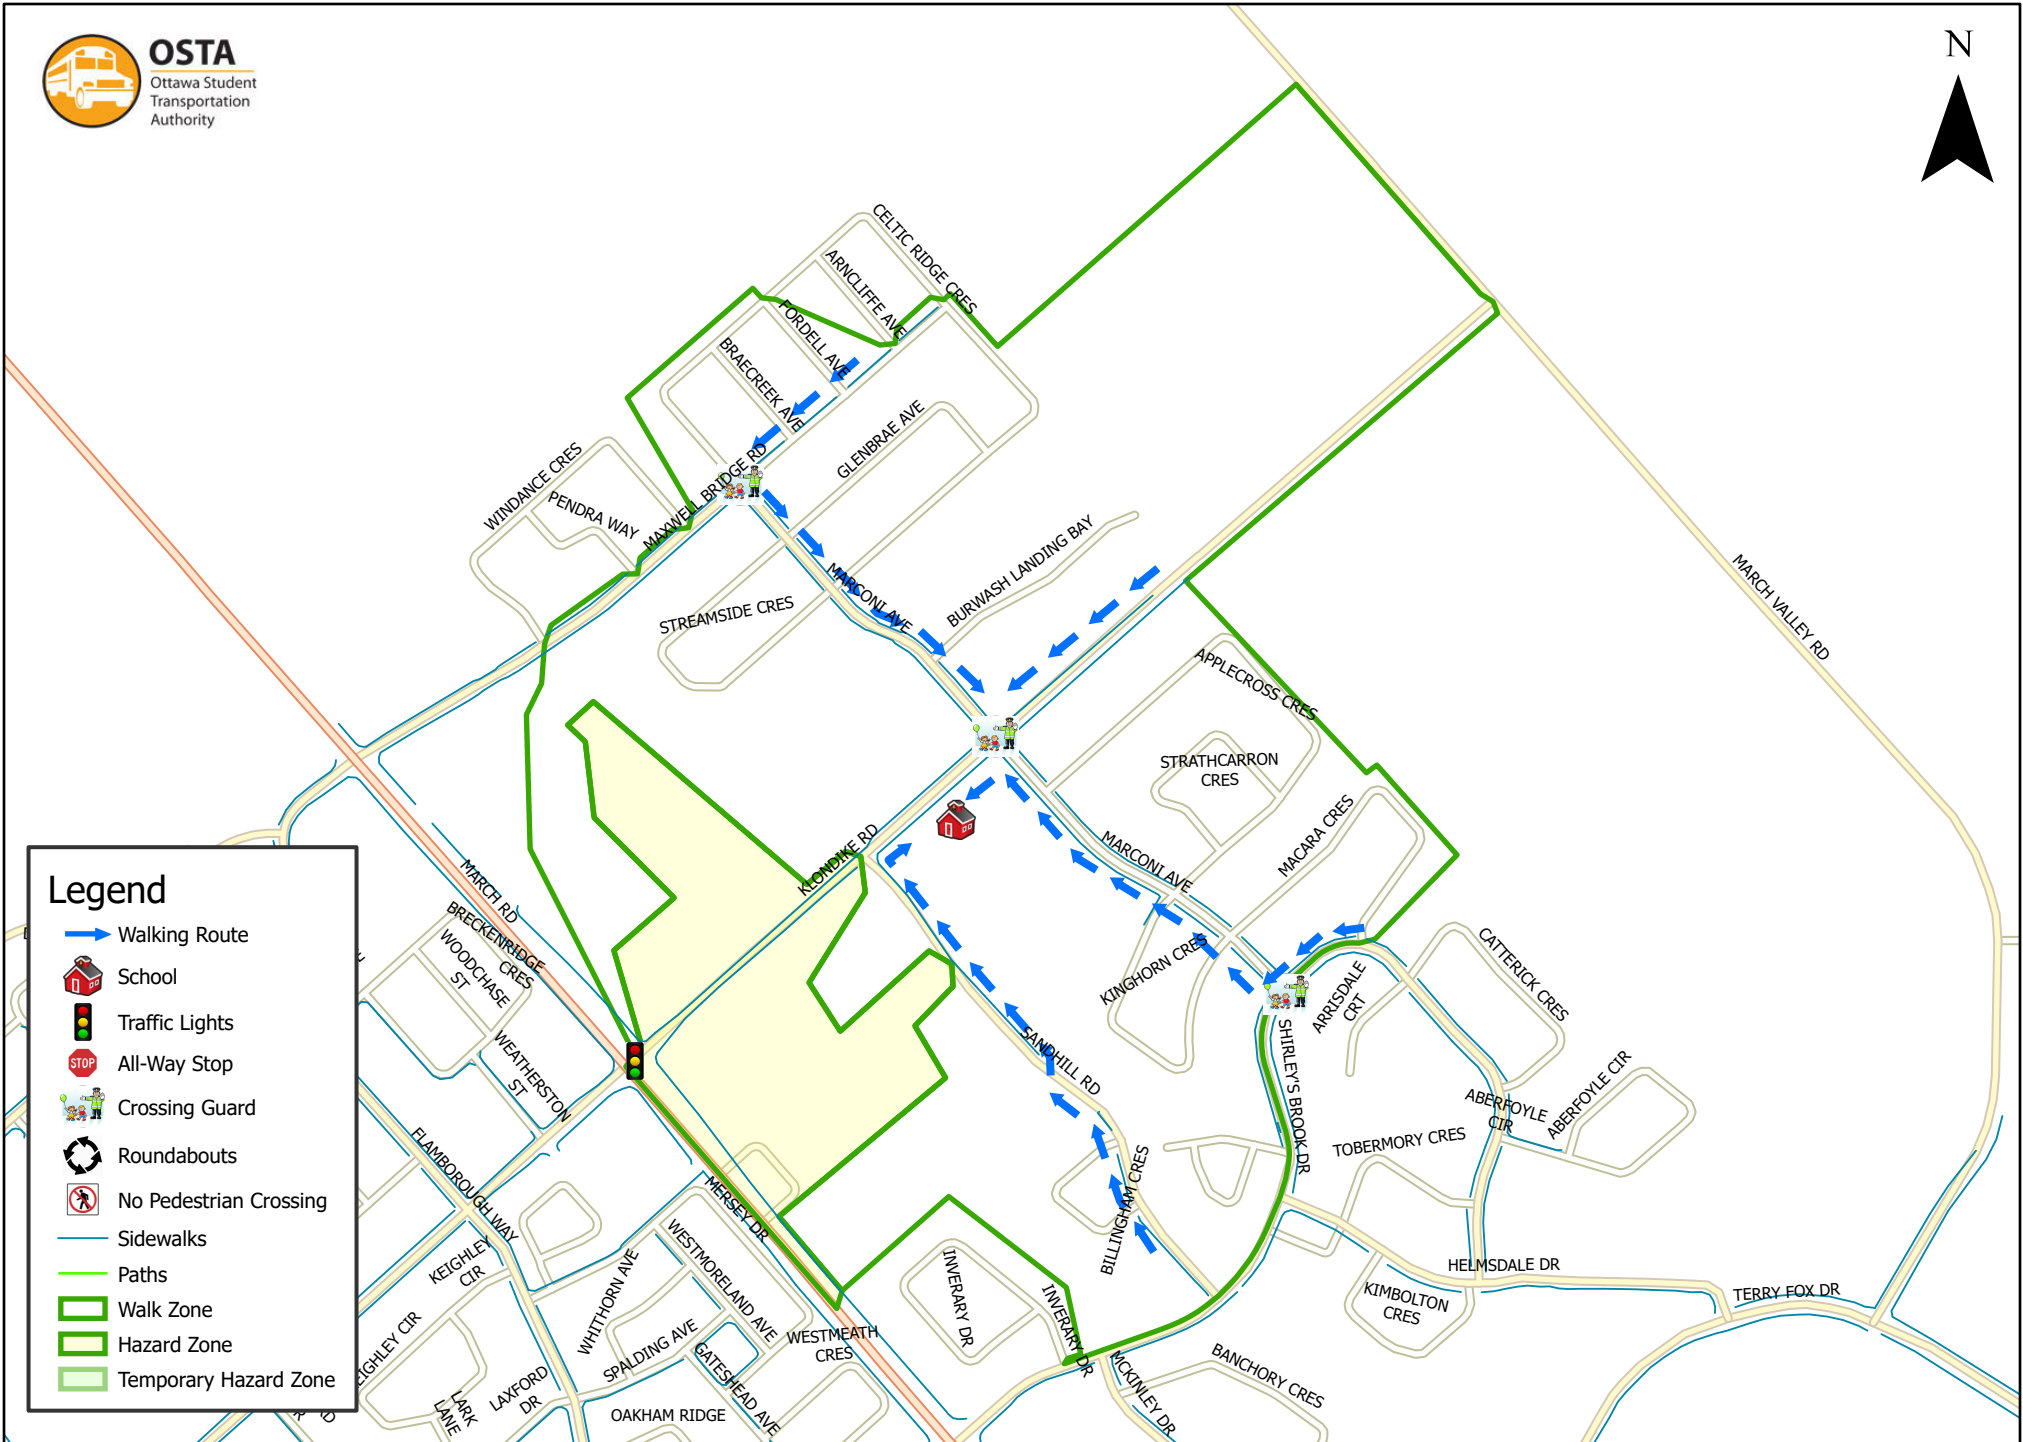 OSTA
Ottawa Student
Transportation
Authority
N
CELTIC RIDGE CRES
ARNCLIFFE AVE
FORDELL AVE
BRAECREEK AVE
GLENBRAE AVE
WINDANCE CRES
PENDRA WAY
MAXWELL BRIDGE RD
BURWASH LANDING BAY
MARCONI AVE
STREAMSIDE CRES
MARCH VALLEY RD
APPLECROSS CRES
STRATHCARRON
CRES
MACARA CRES
KLONDIKE RD
MARCONI AVE
MARCH RD
BRECKENRIDGE
CRES
WOODCHASE
ST
KINGHORN CRES
CATTERICK CRES
ARRISDALE
CRT
WEATHERSTON
ST
SANDHILL RD
SHIRLEY'S BROOK DR
ABERFOYLE
CIR
ABERFOYLE CIR
TOBERMORY CRES
FLAMBOROUGH WAY
MERSEY DR
BILLINGHAM CRES
KEIGHLEY
CIR
WHITHORN AVE
WESTMORELAND AVE
INVERARY DR
INVERARY DR
HELMSDALE DR
KIMBOLTON
CRES
TERRY FOX DR
EIGHLEY CIR
SPALDING AVE
WESTMEATH
CRES
GATESHEAD AVE
LAXFORD
DR
LARK
LANE
OAKHAM RIDGE
MCKINLEY DR
BANCHORY CRES
Legend
Walking Route
School
Traffic Lights
STOP
All-Way Stop
Crossing Guard
Roundabouts
No Pedestrian Crossing
Sidewalks
Paths
Walk Zone
Hazard Zone
Temporary Hazard Zone